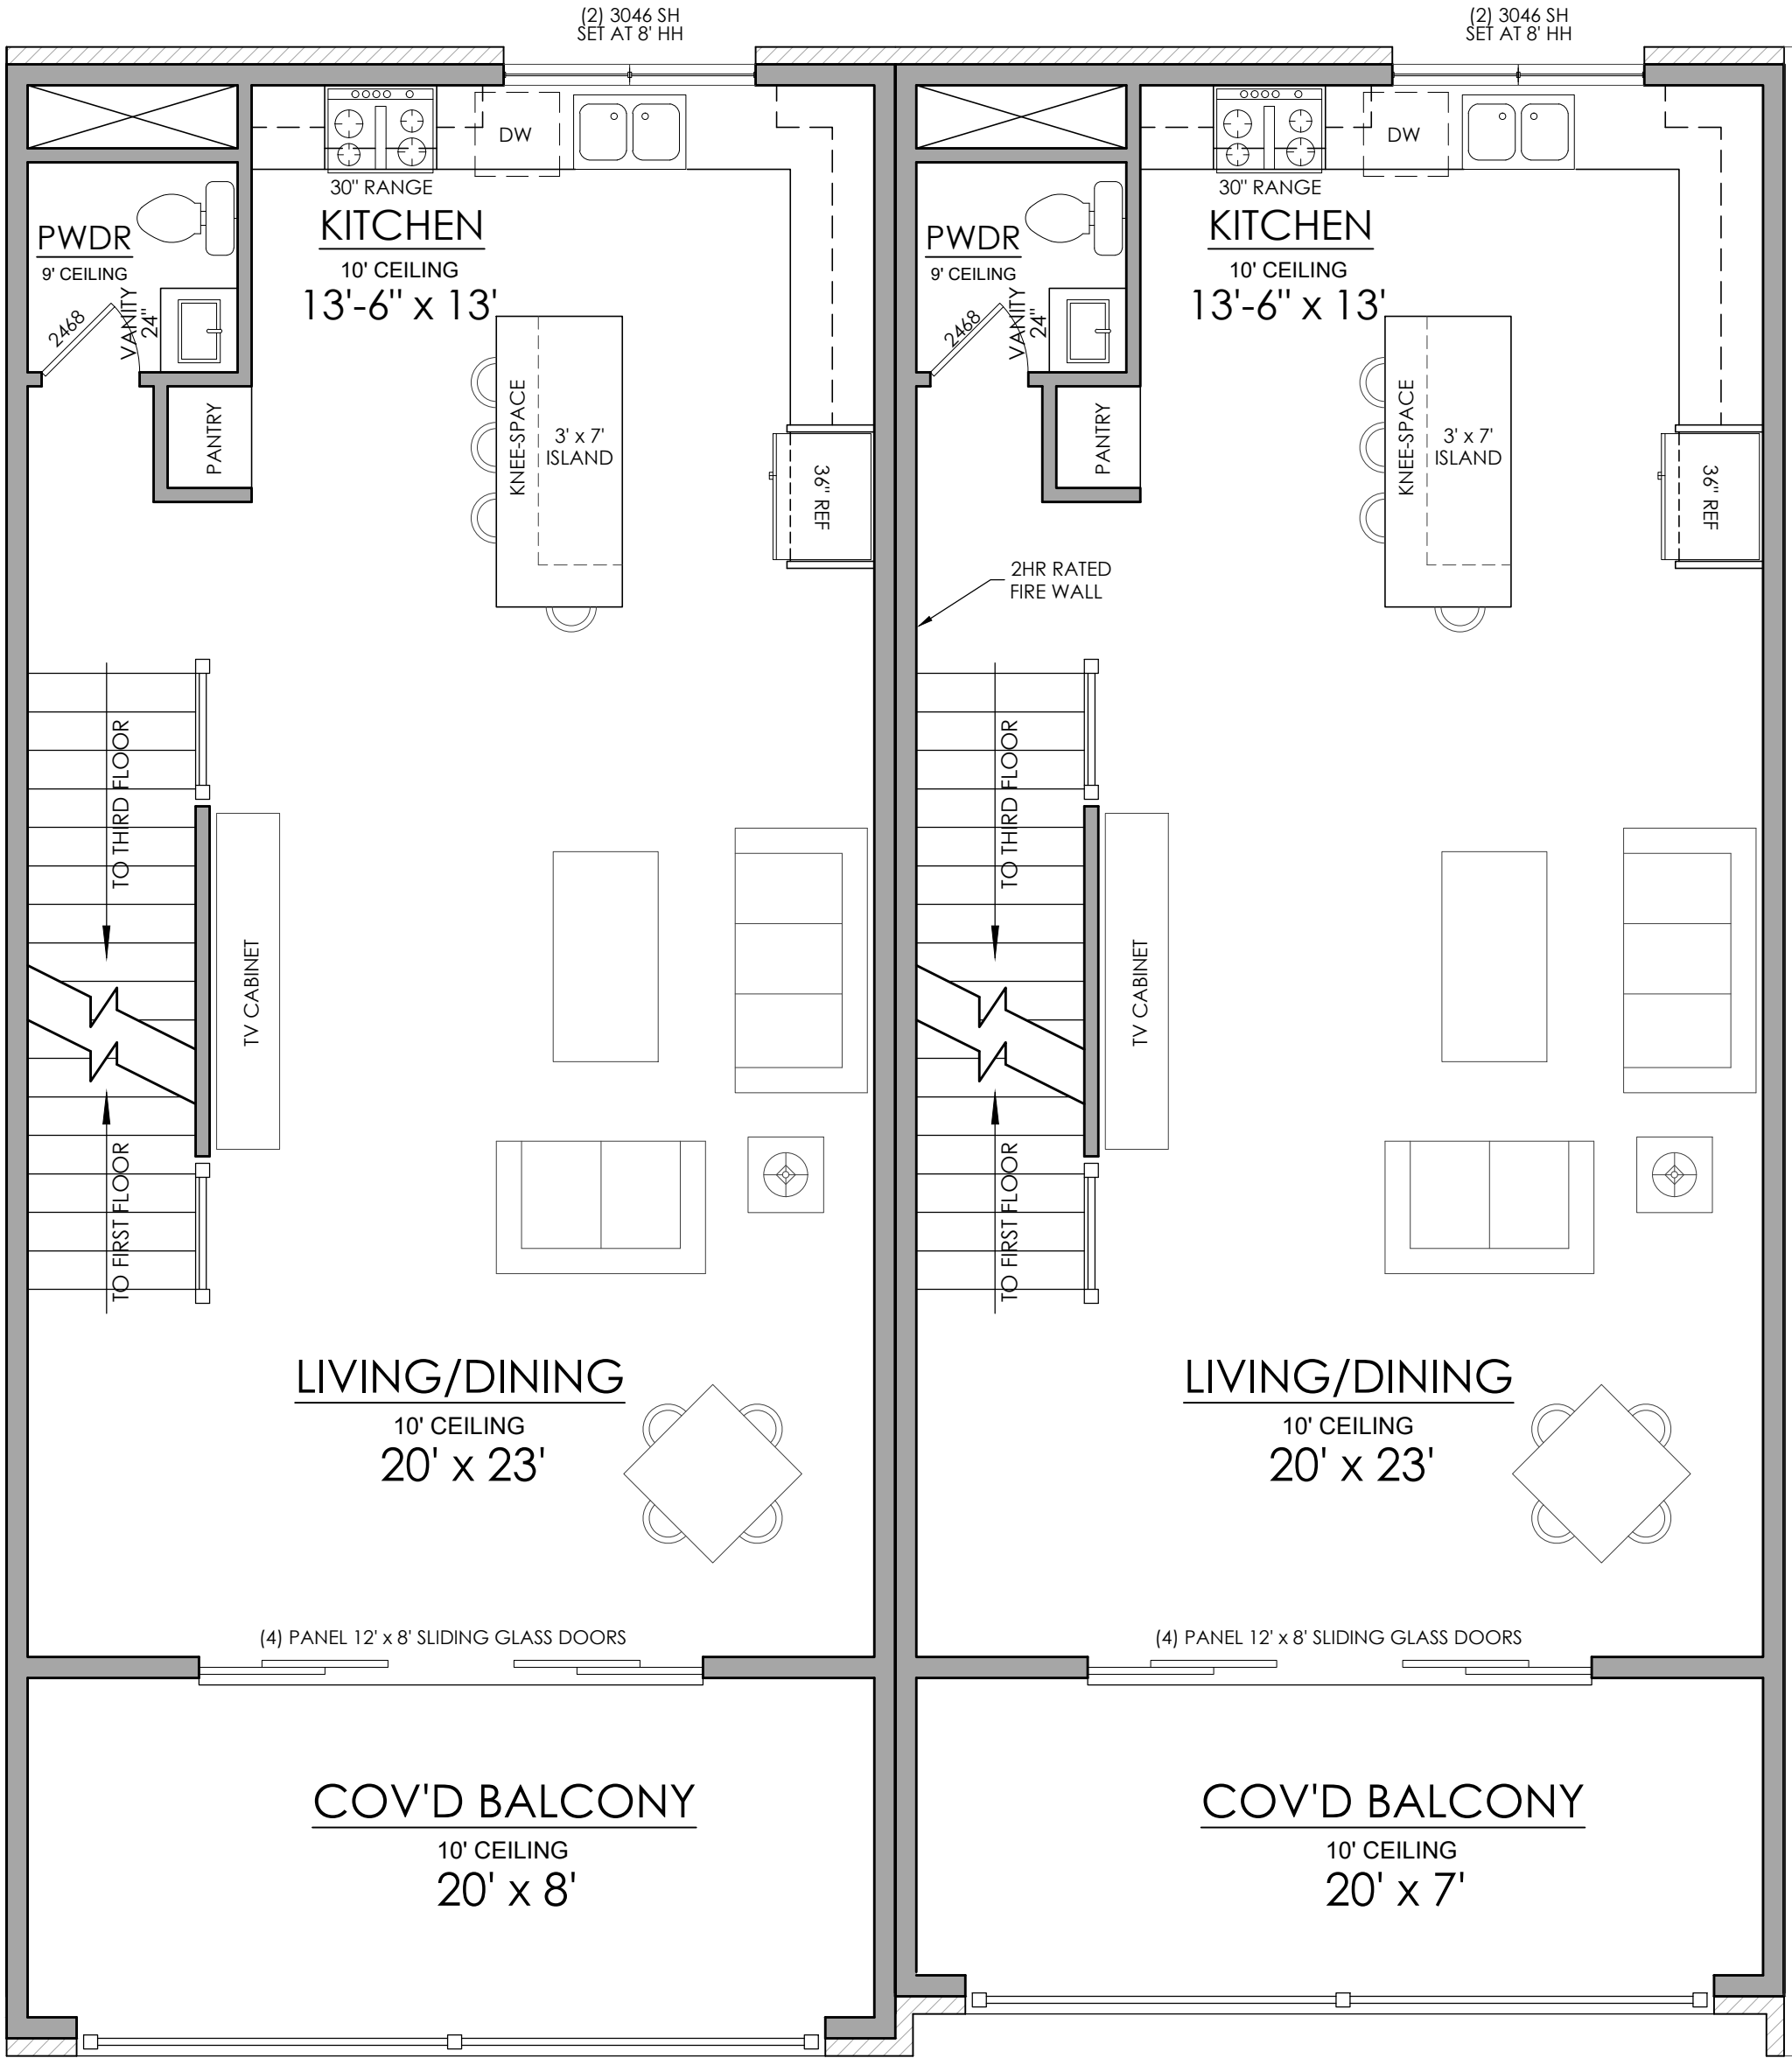 (2) 3046 SH
SET AT 8' HH
DW
30" RANGE
KITCHEN
10' CEILING
13'-6" x 13'
PWDR
9' CEILING
2468
VANITY
24"
PANTRY
KNEE-SPACE
3' x 7'
ISLAND
36" REF
TO THIRD FLOOR
TV CABINET
TO FIRST FLOOR
LIVING/DINING
10' CEILING
20' x 23'
(4) PANEL 12' x 8' SLIDING GLASS DOORS
COV'D BALCONY
10' CEILING
20' x 8'
(2) 3046 SH
SET AT 8' HH
DW
30" RANGE
KITCHEN
10' CEILING
13'-6" x 13'
PWDR
9' CEILING
2468
VANITY
24"
PANTRY
KNEE-SPACE
3' x 7'
ISLAND
36" REF
2HR RATED
FIRE WALL
TO THIRD FLOOR
TV CABINET
TO FIRST FLOOR
LIVING/DINING
10' CEILING
20' x 23'
(4) PANEL 12' x 8' SLIDING GLASS DOORS
COV'D BALCONY
10' CEILING
20' x 7'